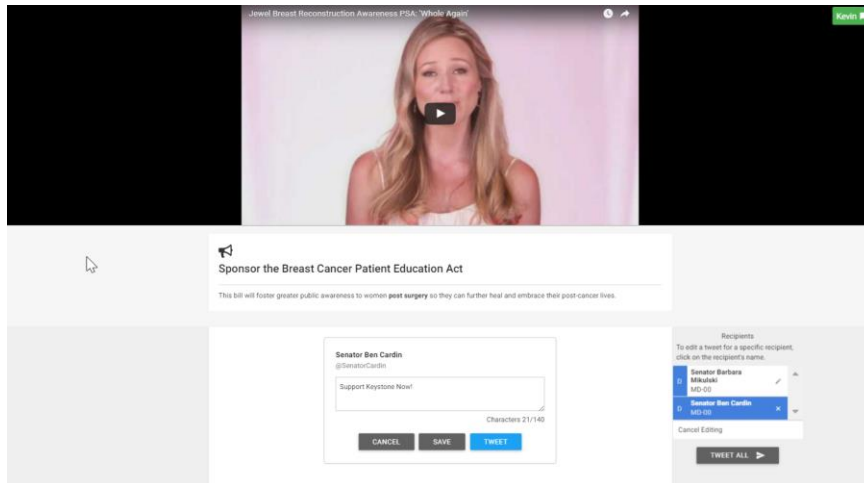 Jewel Breast Reconstruction Awareness PSA: 'Whole Again'
Kevin
Sponsor the Breast Cancer Patient Education Act
This bill will foster greater public awareness to women post surgery so they can further heal and embrace their post-cancer lives.
Senator Ben Cardin
@SenatorCardin
Support Keystone Now!
Characters 21/140
CANCEL SAVE TWEET
Recipients
To edit a tweet for a specific recipient,
click on the recipient's name.
Senator Barbara
D Mikulski
MD-00
Senator Ben Cardin
D MD-00
Cancel Editing
TWEET ALL